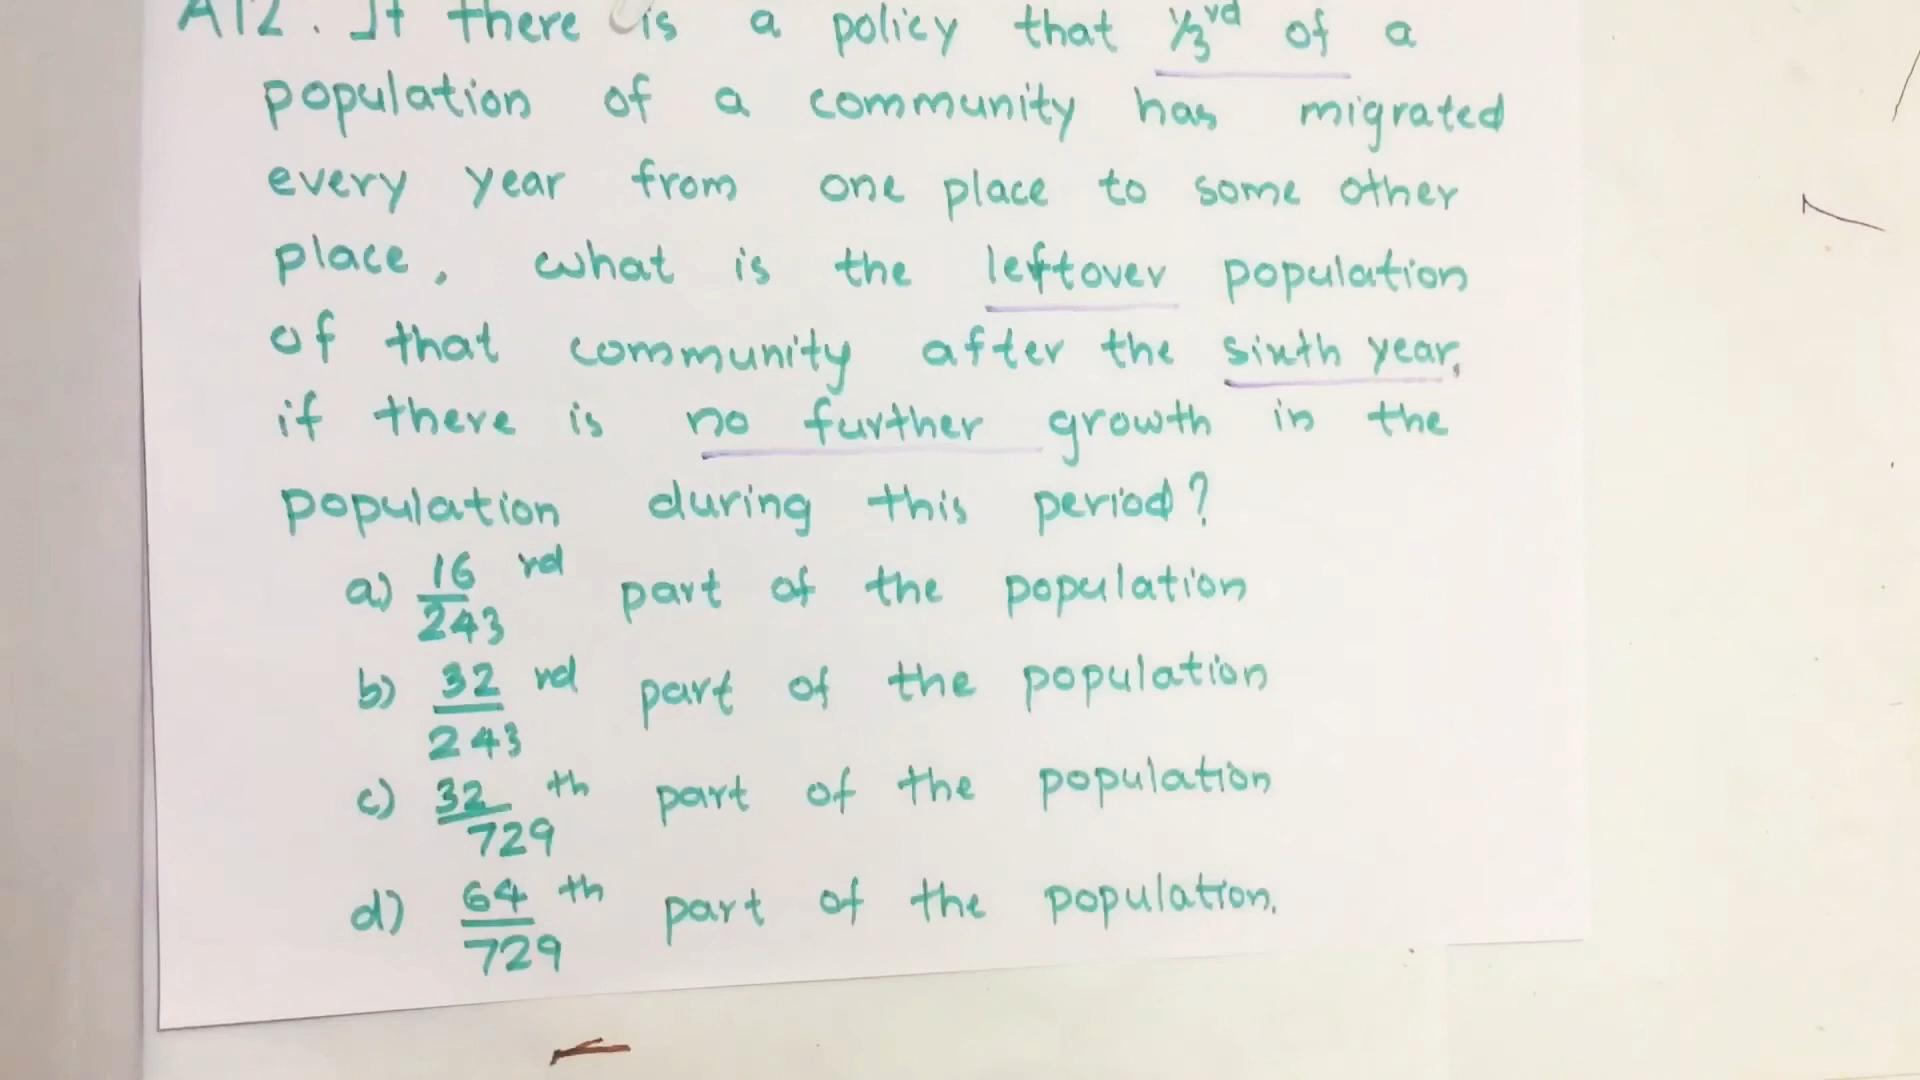 A12. If there is a policy that 1/3rd of a
population of a community has migrated
every year from one place to some other
place, what is the leftover population
of that community after the sixth year,
if there is no further growth in the
population during this period?
a) 16/243 rd part of the population
b) 32/243 rd part of the population
c) 32/729 th part of the population
d) 64/729 th part of the population.